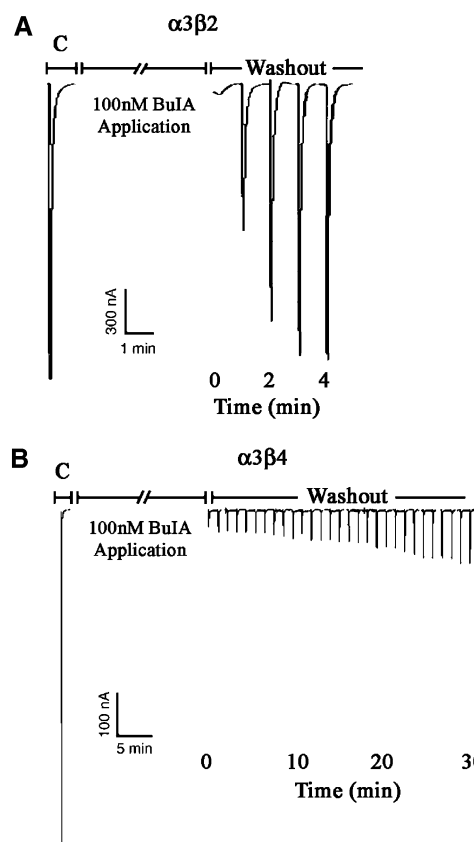 A
α3β2
C
Washout
100nM BuIA
Application
300 nA
1 min
0 2 4
Time (min)
B
α3β4
C
Washout
100nM BuIA
Application
100 nA
5 min
0 10 20 30
Time (min)